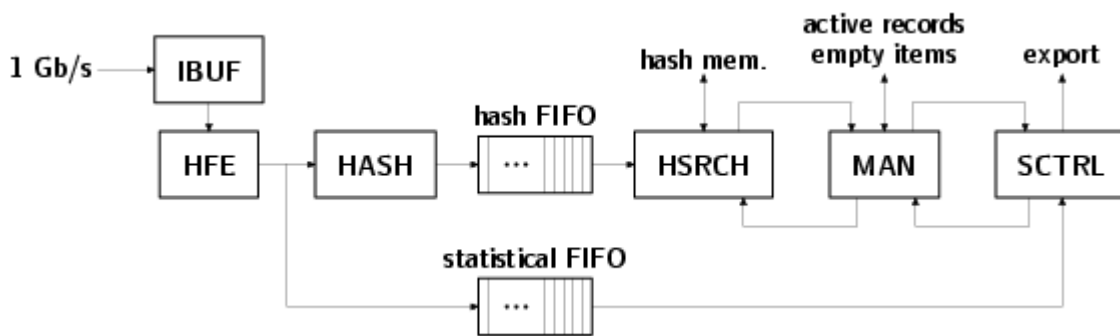 active records
empty items
hash mem.
export
1 Gb/s
IBUF
hash FIFO
HFE
HASH
...
HSRCH
MAN
SCTRL
statistical FIFO
...